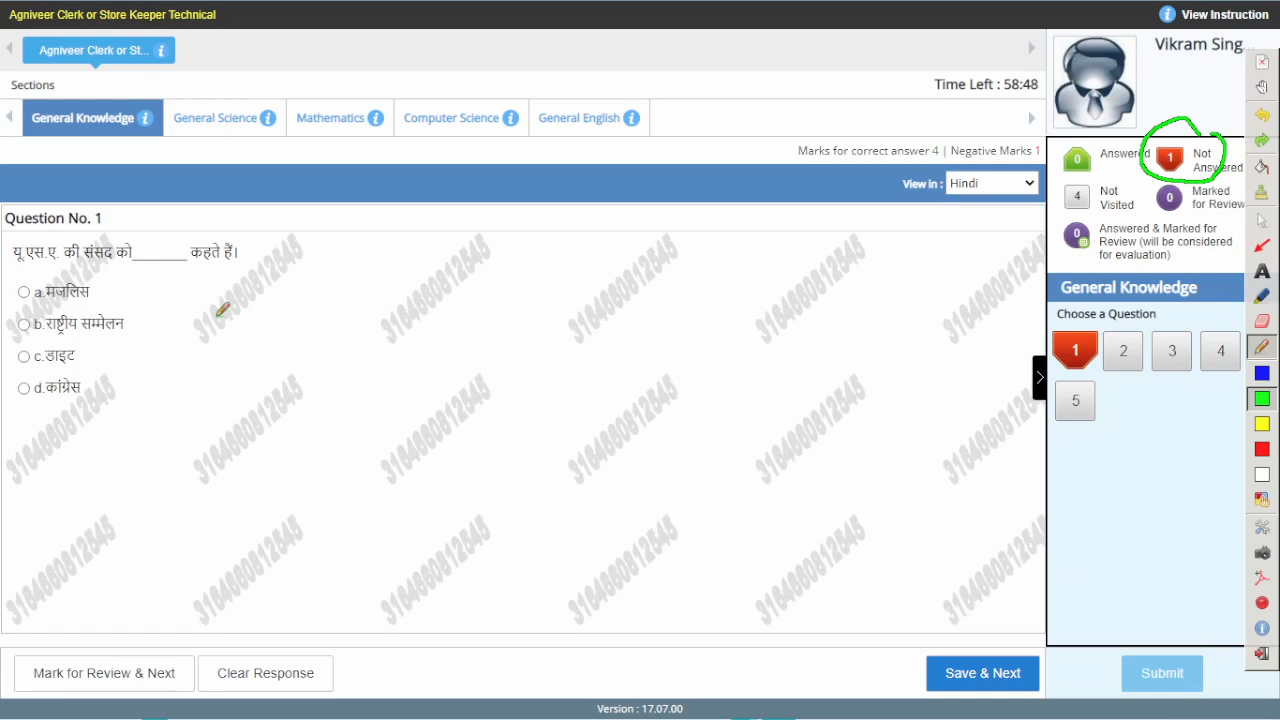 Agniveer Clerk or Store Keeper Technical
View Instruction
Agniveer Clerk or St...
Vikram Sing...
Sections
Time Left : 58:48
General Knowledge
General Science
Mathematics
Computer Science
General English
Marks for correct answer 4 | Negative Marks 1
View in : Hindi
0 Answered
1 Not Answered
4 Not Visited
0 Marked for Review
0 Answered & Marked for Review (will be considered for evaluation)
Question No. 1
यू.एस.ए. की संसद को_______ कहते हैं।
a.मजलिस
b.राष्ट्रीय सम्मेलन
c.डाइट
d.कांग्रेस
General Knowledge
Choose a Question
1 2 3 4
5
Mark for Review & Next
Clear Response
Save & Next
Submit
Version : 17.07.00